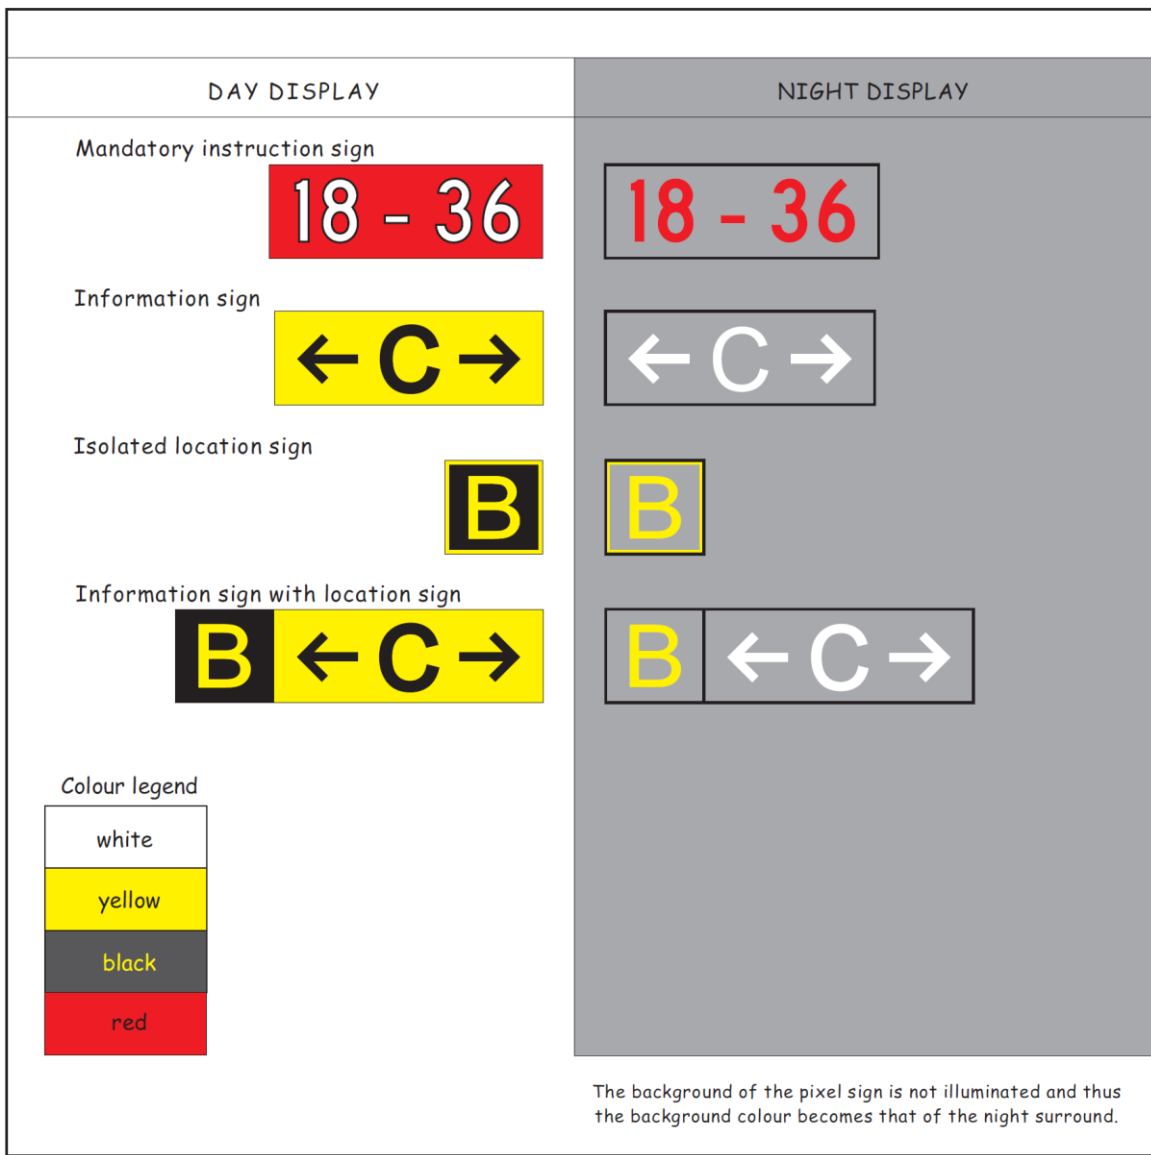 DAY DISPLAY
NIGHT DISPLAY
Mandatory instruction sign
18 - 36
18 - 36
Information sign
← C →
← C →
Isolated location sign
B
B
Information sign with location sign
B ← C →
B ← C →
Colour legend
white
yellow
black
red
The background of the pixel sign is not illuminated and thus
the background colour becomes that of the night surround.